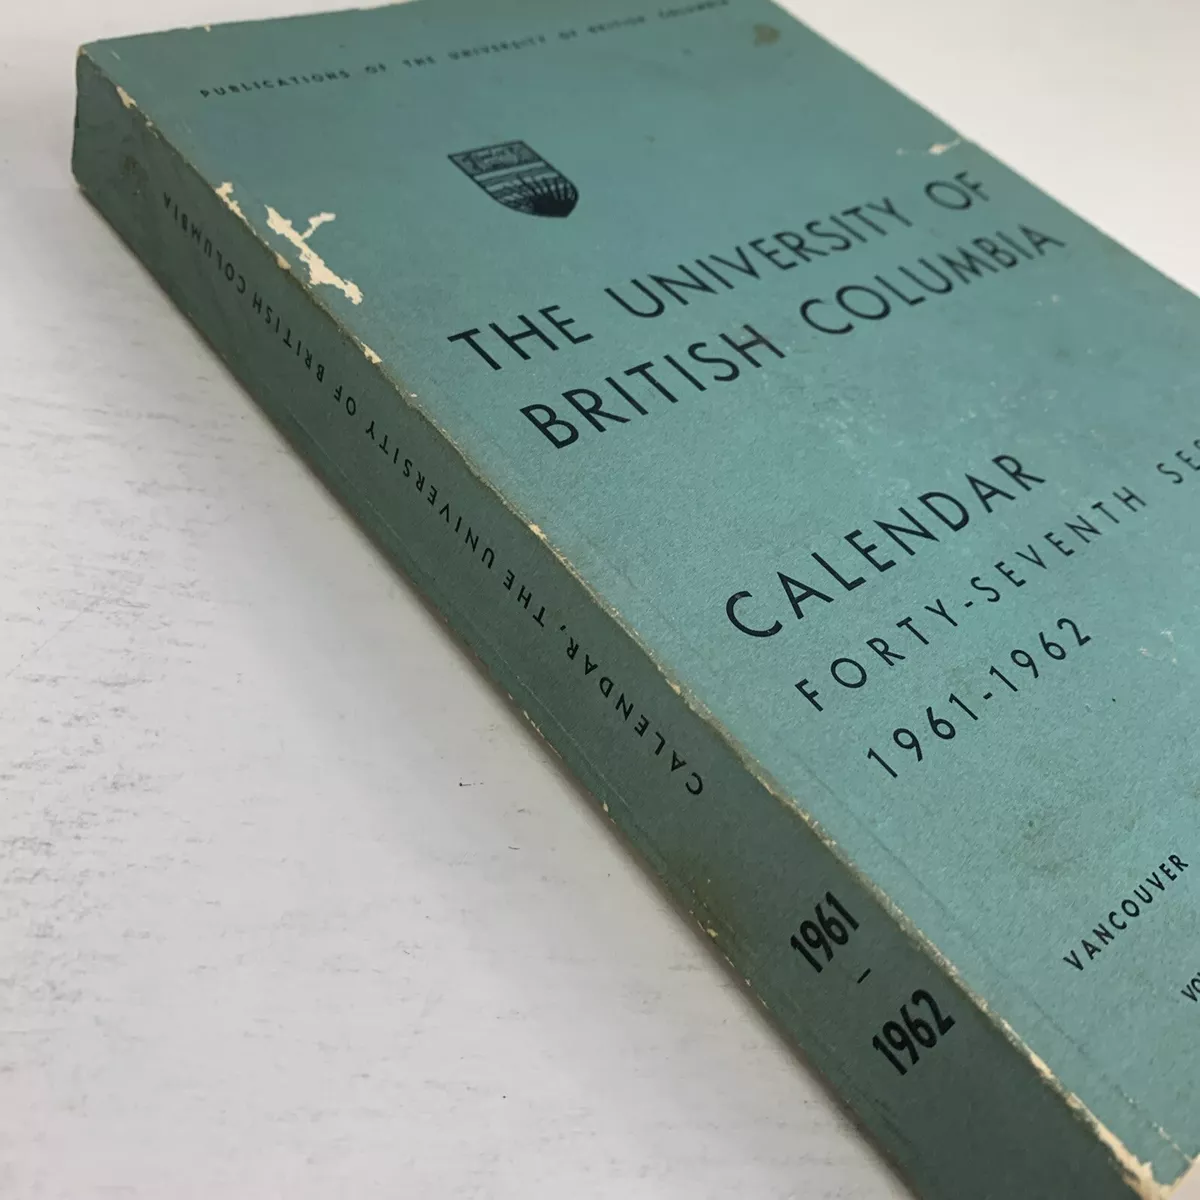 PUBLICATIONS OF THE UNIVERSITY OF BRITISH COLUMBIA
THE UNIVERSITY OF
BRITISH COLUMBIA
CALENDAR
FORTY-SEVENTH
1961-1962
VANCOUVER
CALENDAR, THE UNIVERSITY OF BRITISH COLUMBIA
1961
–
1962